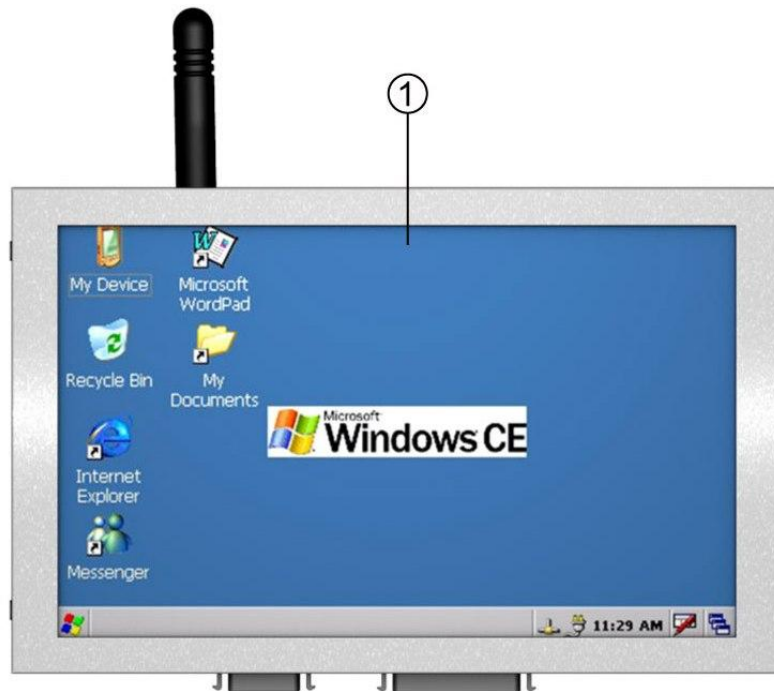 1
My Device
Microsoft
WordPad
Recycle Bin
My
Documents
Microsoft
Windows CE
Internet
Explorer
Messenger
11:29 AM